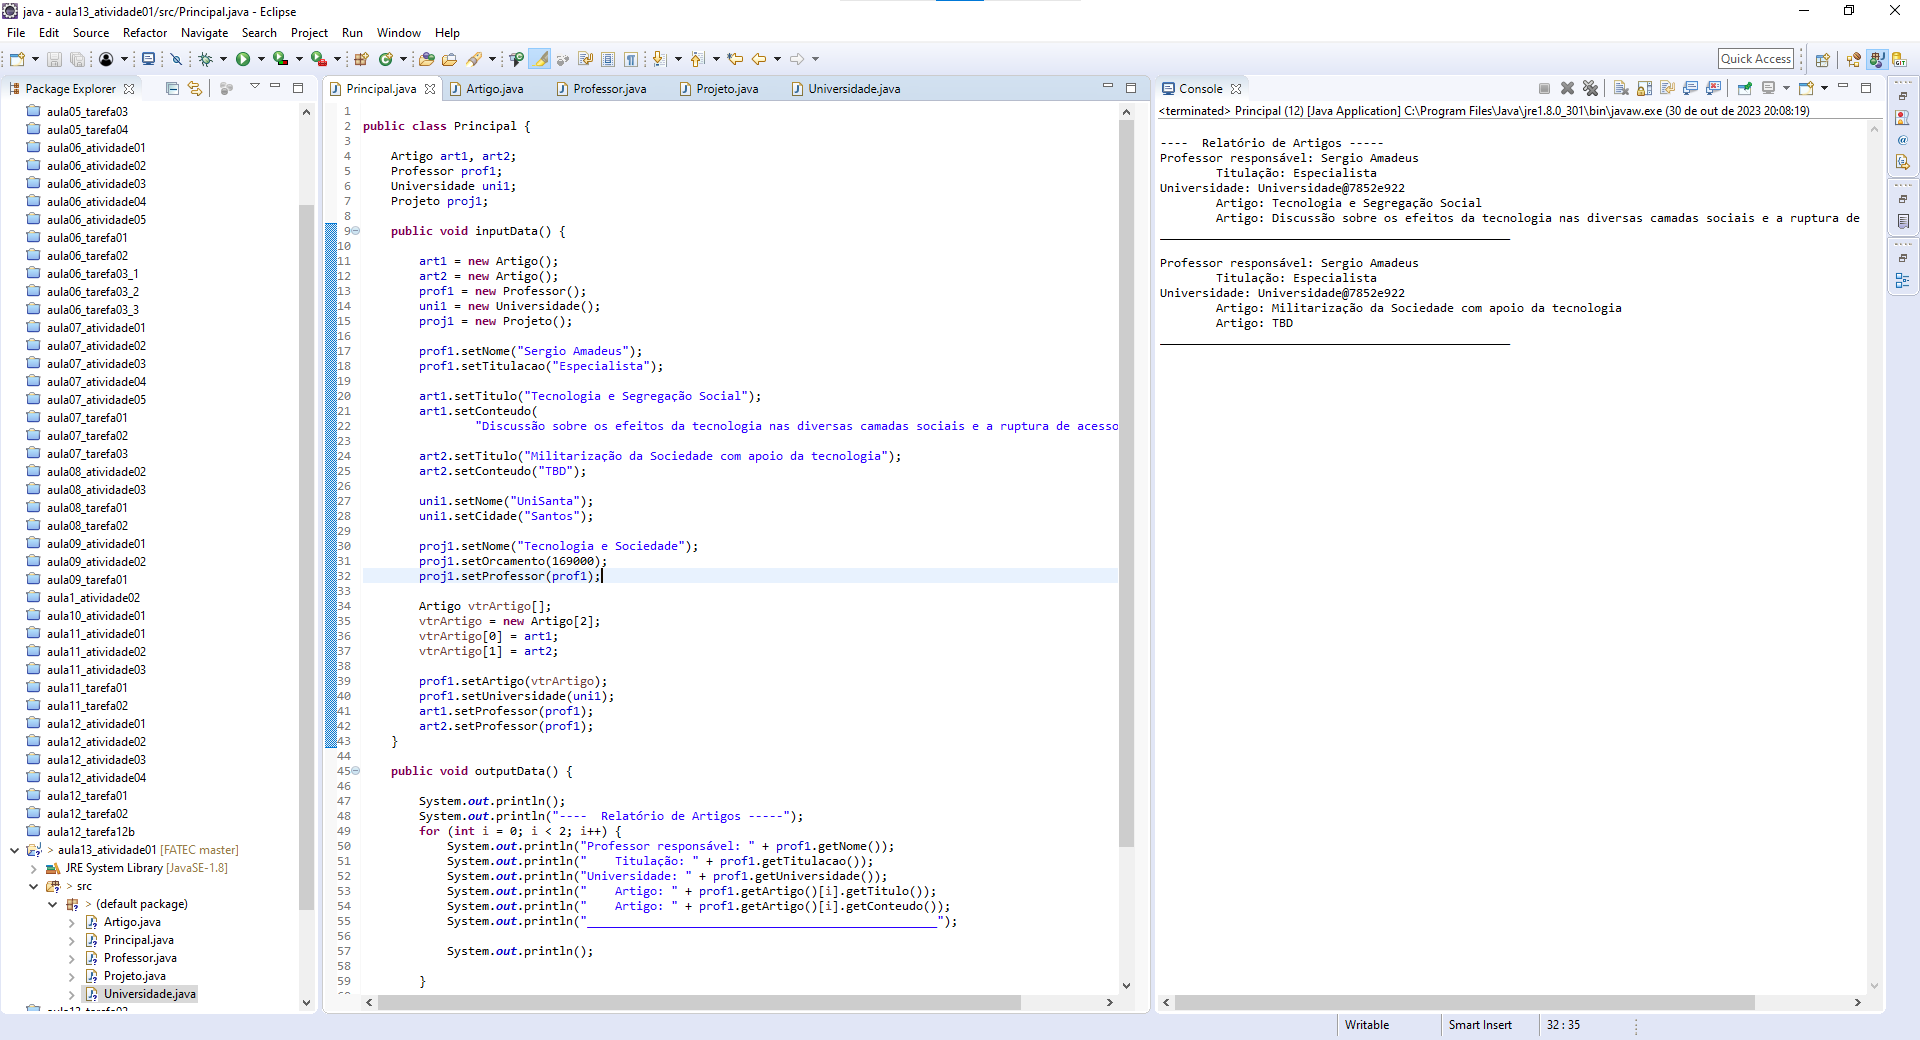 java - aula13_atividade01/src/Principal.java - Eclipse
File Edit Source Refactor Navigate Search Project Run Window Help
Quick Access
Package Explorer
aula05_tarefa03
aula05_tarefa04
aula06_atividade01
aula06_atividade02
aula06_atividade03
aula06_atividade04
aula06_atividade05
aula06_tarefa01
aula06_tarefa02
aula06_tarefa03_1
aula06_tarefa03_2
aula06_tarefa03_3
aula07_atividade01
aula07_atividade02
aula07_atividade03
aula07_atividade04
aula07_atividade05
aula07_tarefa01
aula07_tarefa02
aula07_tarefa03
aula08_atividade02
aula08_atividade03
aula08_tarefa01
aula08_tarefa02
aula09_atividade01
aula09_atividade02
aula09_tarefa01
aula1_atividade02
aula10_atividade01
aula11_atividade01
aula11_atividade02
aula11_atividade03
aula11_tarefa01
aula11_tarefa02
aula12_atividade01
aula12_atividade02
aula12_atividade03
aula12_atividade04
aula12_tarefa01
aula12_tarefa02
aula12_tarefa12b
> aula13_atividade01 [FATEC master]
JRE System Library [JavaSE-1.8]
> src
> (default package)
Artigo.java
Principal.java
Professor.java
Projeto.java
Universidade.java
Principal.java Artigo.java Professor.java Projeto.java Universidade.java
1
2 public class Principal {
3
4 Artigo art1, art2;
5 Professor prof1;
6 Universidade uni1;
7 Projeto proj1;
8
9 public void inputData() {
10
11 art1 = new Artigo();
12 art2 = new Artigo();
13 prof1 = new Professor();
14 uni1 = new Universidade();
15 proj1 = new Projeto();
16
17 prof1.setNome("Sergio Amadeus");
18 prof1.setTitulacao("Especialista");
19
20 art1.setTitulo("Tecnologia e Segregação Social");
21 art1.setConteudo(
22 "Discussão sobre os efeitos da tecnologia nas diversas camadas sociais e a ruptura de acesso
23
24 art2.setTitulo("Militarização da Sociedade com apoio da tecnologia");
25 art2.setConteudo("TBD");
26
27 uni1.setNome("UniSanta");
28 uni1.setCidade("Santos");
29
30 proj1.setNome("Tecnologia e Sociedade");
31 proj1.setOrcamento(169000);
32 proj1.setProfessor(prof1);
33
34 Artigo vtrArtigo[];
35 vtrArtigo = new Artigo[2];
36 vtrArtigo[0] = art1;
37 vtrArtigo[1] = art2;
38
39 prof1.setArtigo(vtrArtigo);
40 prof1.setUniversidade(uni1);
41 art1.setProfessor(prof1);
42 art2.setProfessor(prof1);
43 }
44
45 public void outputData() {
46
47 System.out.println();
48 System.out.println("---- Relatório de Artigos -----");
49 for (int i = 0; i < 2; i++) {
50 System.out.println("Professor responsável: " + prof1.getNome());
51 System.out.println(" Titulação: " + prof1.getTitulacao());
52 System.out.println("Universidade: " + prof1.getUniversidade());
53 System.out.println(" Artigo: " + prof1.getArtigo()[i].getTitulo());
54 System.out.println(" Artigo: " + prof1.getArtigo()[i].getConteudo());
55 System.out.println("__________________________________________________");
56
57 System.out.println();
58
59 }
Console
<terminated> Principal (12) [Java Application] C:\Program Files\Java\jre1.8.0_301\bin\javaw.exe (30 de out de 2023 20:08:19)
---- Relatório de Artigos -----
Professor responsável: Sergio Amadeus
Titulação: Especialista
Universidade: Universidade@7852e922
Artigo: Tecnologia e Segregação Social
Artigo: Discussão sobre os efeitos da tecnologia nas diversas camadas sociais e a ruptura de
__________________________________________________
Professor responsável: Sergio Amadeus
Titulação: Especialista
Universidade: Universidade@7852e922
Artigo: Militarização da Sociedade com apoio da tecnologia
Artigo: TBD
__________________________________________________
Writable Smart Insert 32 : 35